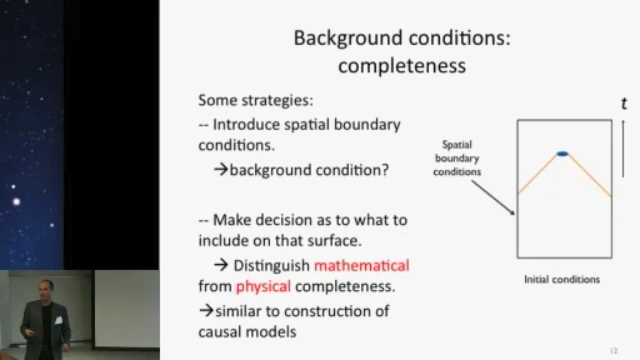 Background conditions:
completeness
Some strategies:
-- Introduce spatial boundary
conditions.
→background condition?
-- Make decision as to what to
include on that surface.
→ Distinguish mathematical
from physical completeness.
→similar to construction of
causal models
t
Spatial
boundary
conditions
Initial conditions
12